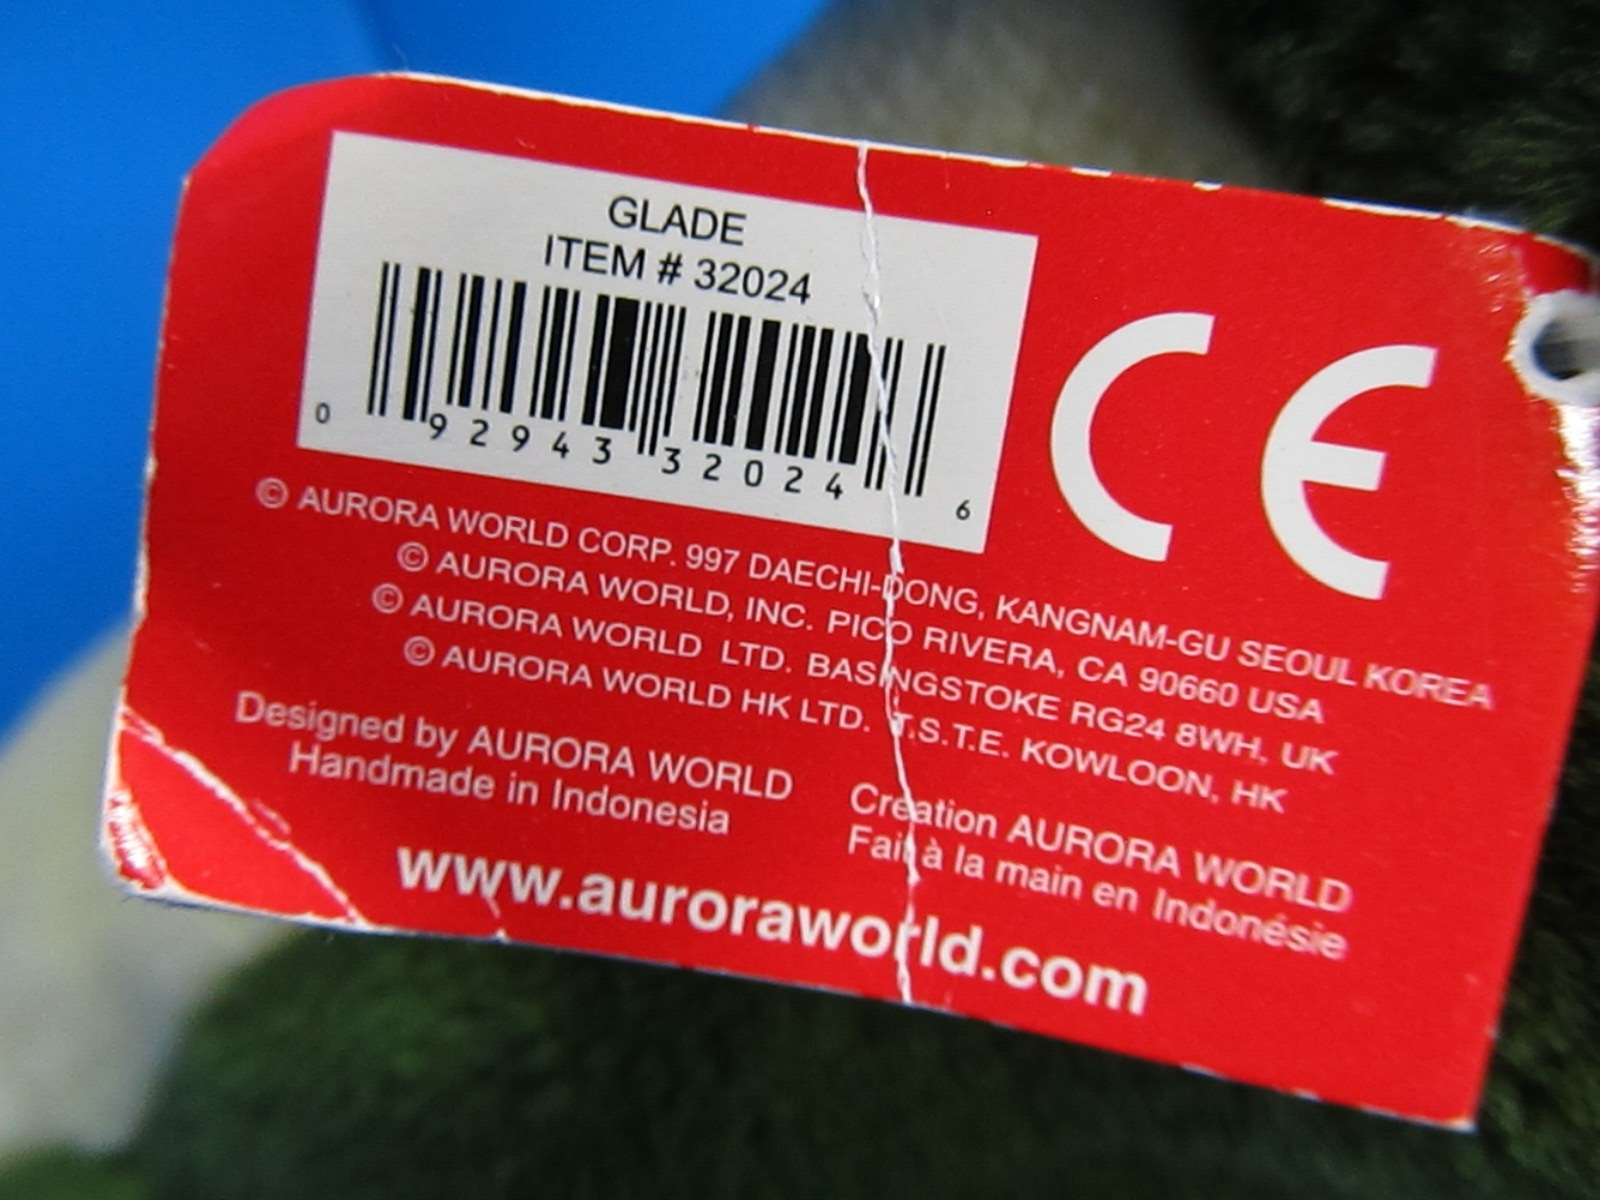 GLADE
ITEM # 32024
0 92943 32024 6
CE
© AURORA WORLD CORP. 997 DAECHI-DONG, KANGNAM-GU SEOUL KOREA
© AURORA WORLD, INC. PICO RIVERA, CA 90660 USA
© AURORA WORLD LTD. BASINGSTOKE RG24 8WH, UK
© AURORA WORLD HK LTD. T.S.T.E. KOWLOON, HK
Designed by AURORA WORLD
Handmade in Indonesia
Création AURORA WORLD
Fait à la main en Indonésie
www.auroraworld.com